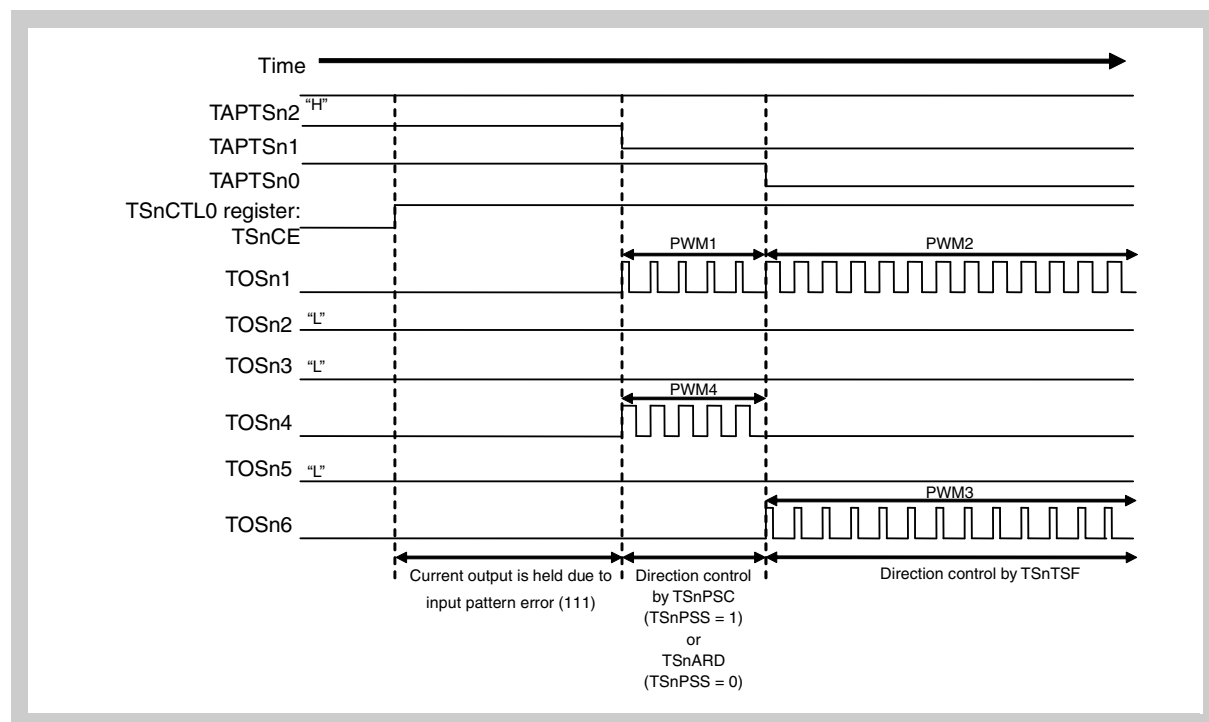 Time
TAPTSn2 "H"
TAPTSn1
TAPTSn0
TSnCTL0 register:
TSnCE
PWM1
PWM2
TOSn1
TOSn2 "L"
TOSn3 "L"
PWM4
TOSn4
TOSn5 "L"
PWM3
TOSn6
Current output is held due to
input pattern error (111)
Direction control
by TSnPSC
(TSnPSS = 1)
or
TSnARD
(TSnPSS = 0)
Direction control by TSnTSF